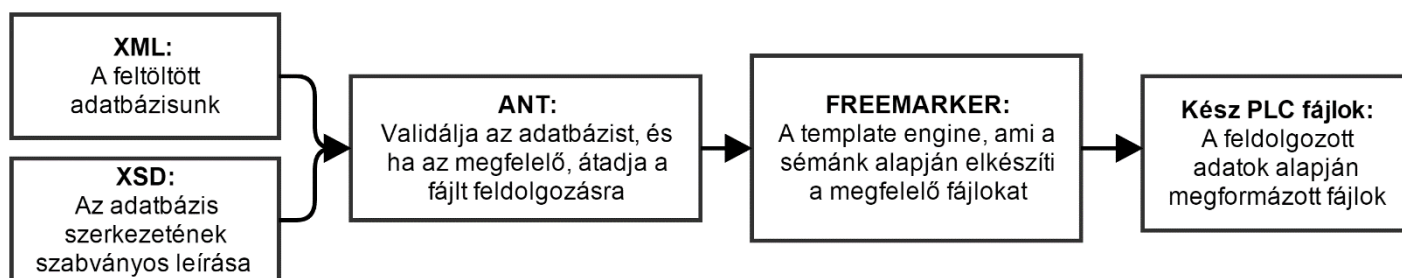 XML:
A feltöltött
adatbázisunk
XSD:
Az adatbázis
szerkezetének
szabványos leírása
ANT:
Validálja az adatbázist, és
ha az megfelelő, átadja a
fájlt feldolgozásra
FREEMARKER:
A template engine, ami a
sémánk alapján elkészíti
a megfelelő fájlokat
Kész PLC fájlok:
A feldolgozott
adatok alapján
megformázott fájlok